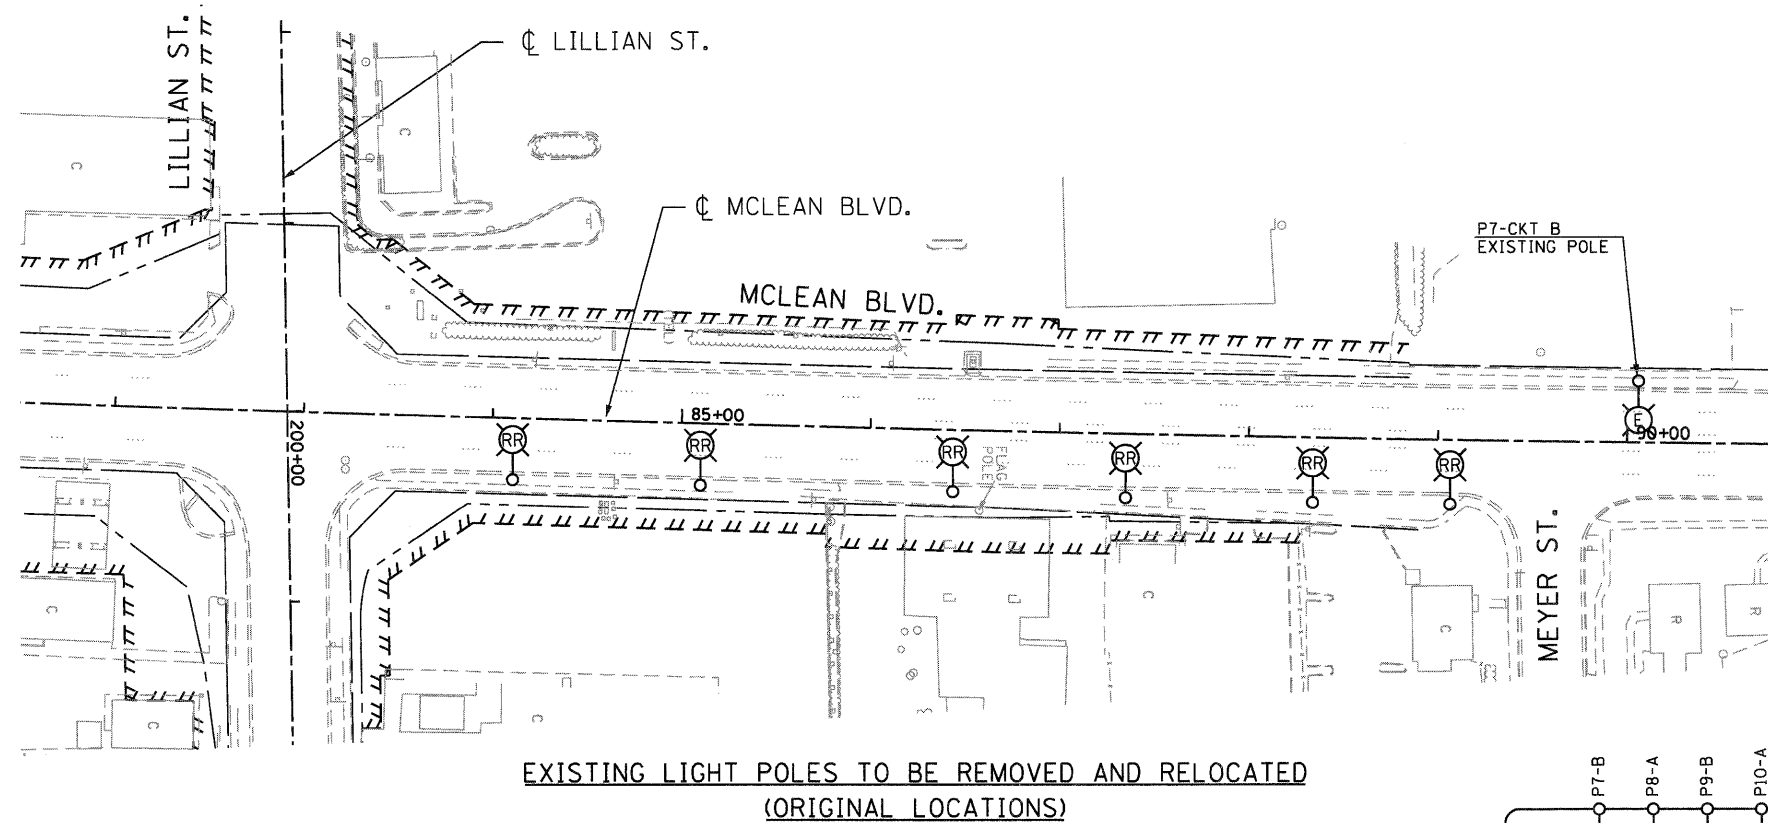 LILLIAN ST.
℄ LILLIAN ST.
℄ MCLEAN BLVD.
MCLEAN BLVD.
P7-CKT B
EXISTING POLE
C
C
200+00
85+00
90+00
RR
RR
RR
RR
RR
RR
E
FLAG
POLE
MEYER ST.
C
C
C
C
C
R
R
EXISTING LIGHT POLES TO BE REMOVED AND RELOCATED
(ORIGINAL LOCATIONS)
P7-B
P8-A
P9-B
P10-A